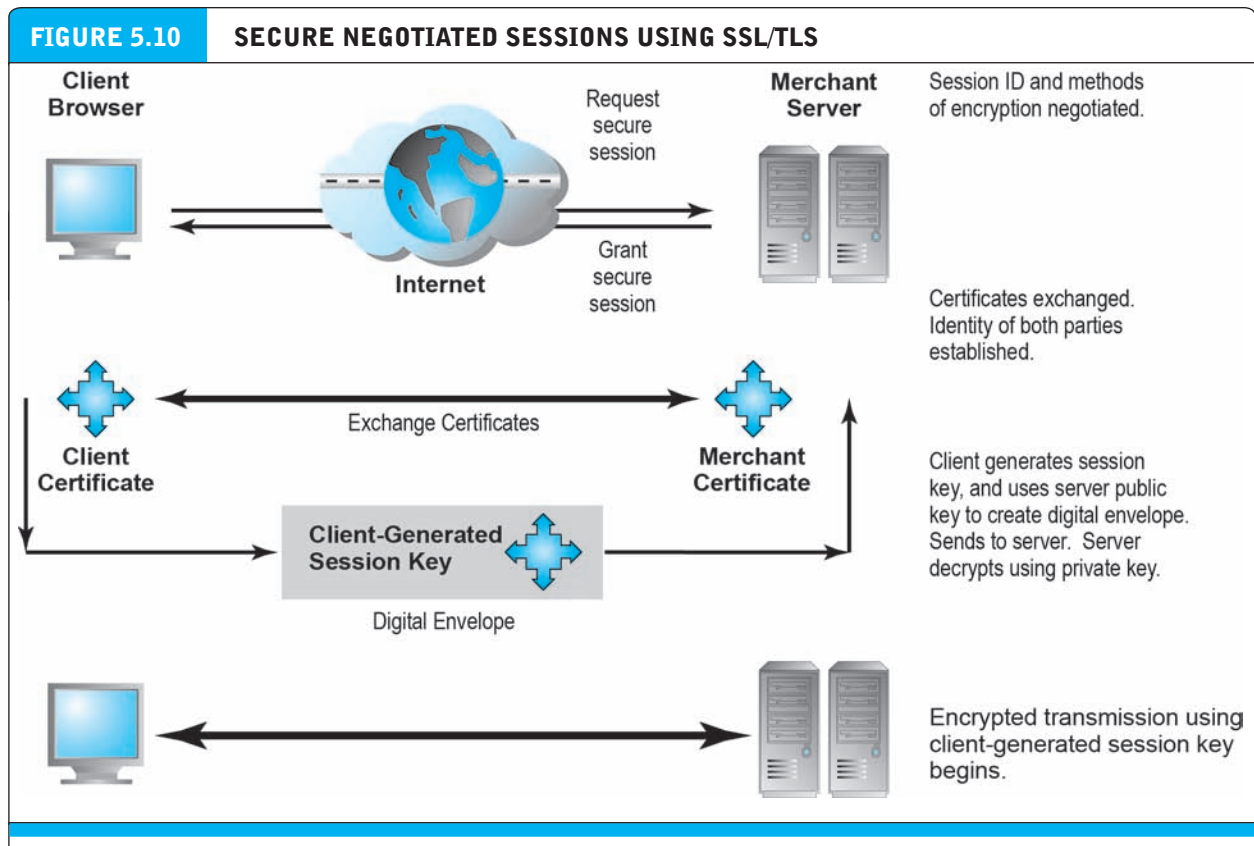 FIGURE 5.10 SECURE NEGOTIATED SESSIONS USING SSL/TLS
Client
Browser
Request
secure
session
Merchant
Server
Session ID and methods
of encryption negotiated.
Internet
Grant
secure
session
Certificates exchanged.
Identity of both parties
established.
Exchange Certificates
Client
Certificate
Merchant
Certificate
Client generates session
key, and uses server public
key to create digital envelope.
Sends to server. Server
decrypts using private key.
Client-Generated
Session Key
Digital Envelope
Encrypted transmission using
client-generated session key
begins.